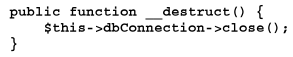 public function __destruct() {
    $this->dbConnection->close();
}